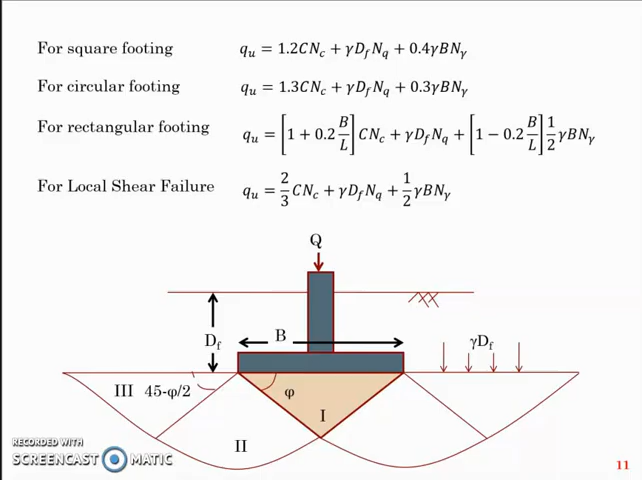 For square footing q_u = 1.2CN_c + γD_fN_q + 0.4γBN_γ
For circular footing q_u = 1.3CN_c + γD_fN_q + 0.3γBN_γ
For rectangular footing q_u = [1 + 0.2 B/L] CN_c + γD_fN_q + [1 − 0.2 B/L] 1/2 γBN_γ
For Local Shear Failure q_u = 2/3 CN_c + γD_fN_q + 1/2 γBN_γ
Q
D_f B γD_f
III 45-φ/2 φ
I
II
RECORDED WITH
SCREENCAST MATIC
11